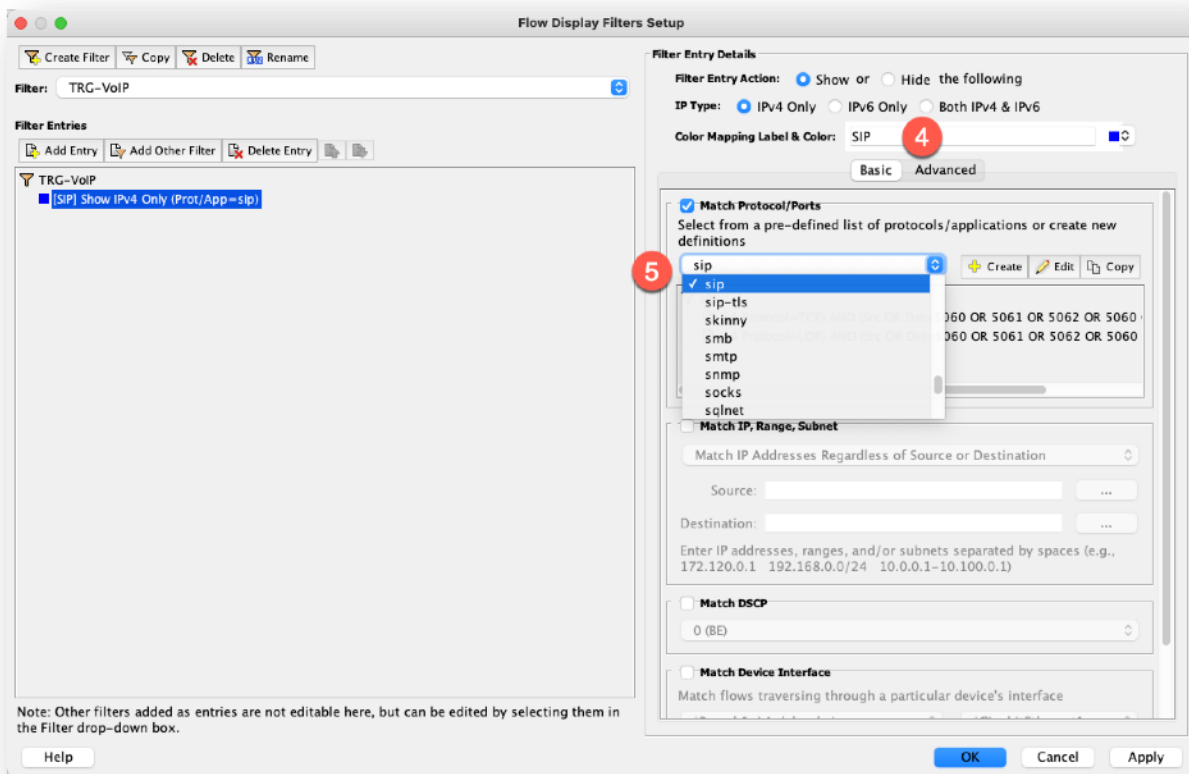 Flow Display Filters Setup
Create Filter Copy Delete Rename
Filter: TRG-VoIP
Filter Entries
Add Entry Add Other Filter Delete Entry
TRG-VoIP
[SIP] Show IPv4 Only (Prot/App=sip)
Note: Other filters added as entries are not editable here, but can be edited by selecting them in
the Filter drop-down box.
Help
Filter Entry Details
Filter Entry Action: Show or Hide the following
IP Type: IPv4 Only IPv6 Only Both IPv4 & IPv6
Color Mapping Label & Color: SIP 4
Basic Advanced
Match Protocol/Ports
Select from a pre-defined list of protocols/applications or create new
definitions
5 sip Create Edit Copy
sip
sip-tls
skinny 5060 OR 5061 OR 5062 OR 5060
smb 060 OR 5061 OR 5062 OR 5060
smtp
snmp
socks
sqlnet
Match IP, Range, Subnet
Match IP Addresses Regardless of Source or Destination
Source: ...
Destination: ...
Enter IP addresses, ranges, and/or subnets separated by spaces (e.g.,
172.120.0.1 192.168.0.0/24 10.0.0.1-10.100.0.1)
Match DSCP
0 (BE)
Match Device Interface
Match flows traversing through a particular device's interface
OK Cancel Apply